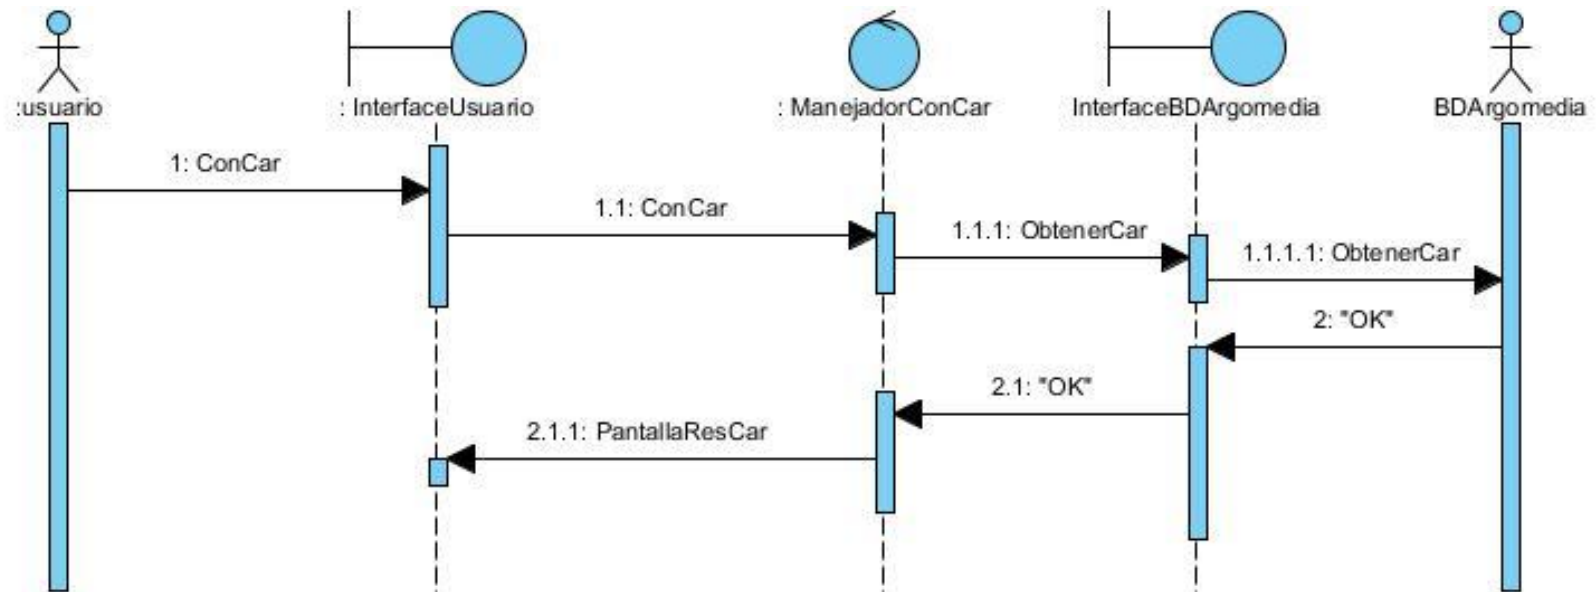 :usuario
: InterfaceUsuario
: ManejadorConCar
InterfaceBDArgomedia
BDArgomedia
1: ConCar
1.1: ConCar
1.1.1: ObtenerCar
1.1.1.1: ObtenerCar
2: "OK"
2.1: "OK"
2.1.1: PantallaResCar